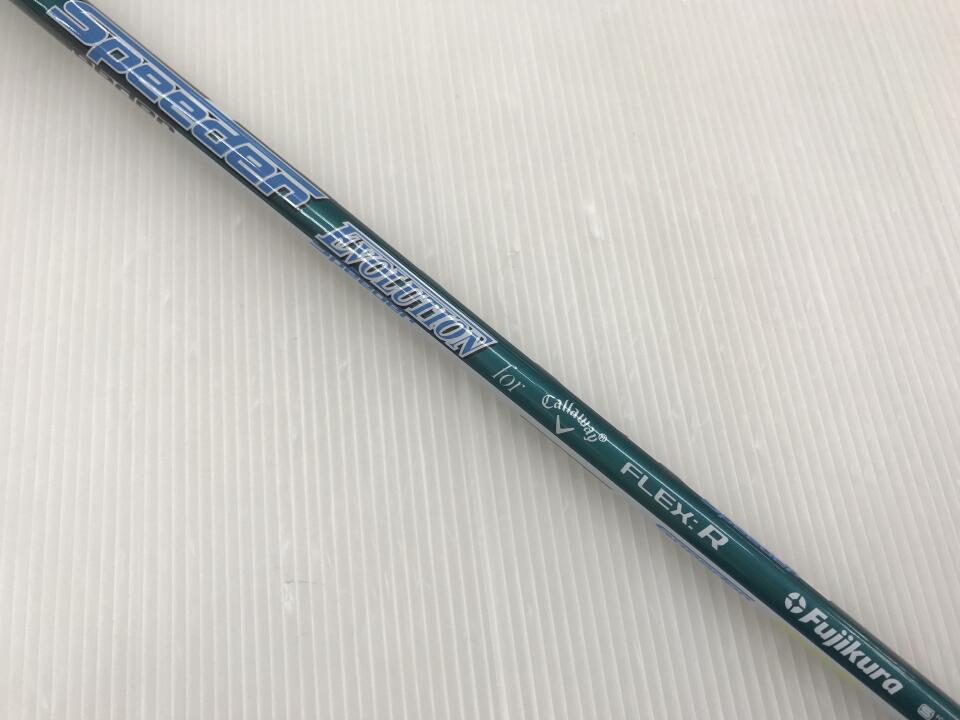 Speeder
EVOLUTION
for
Callaway®
FLEX: R
Fujikura